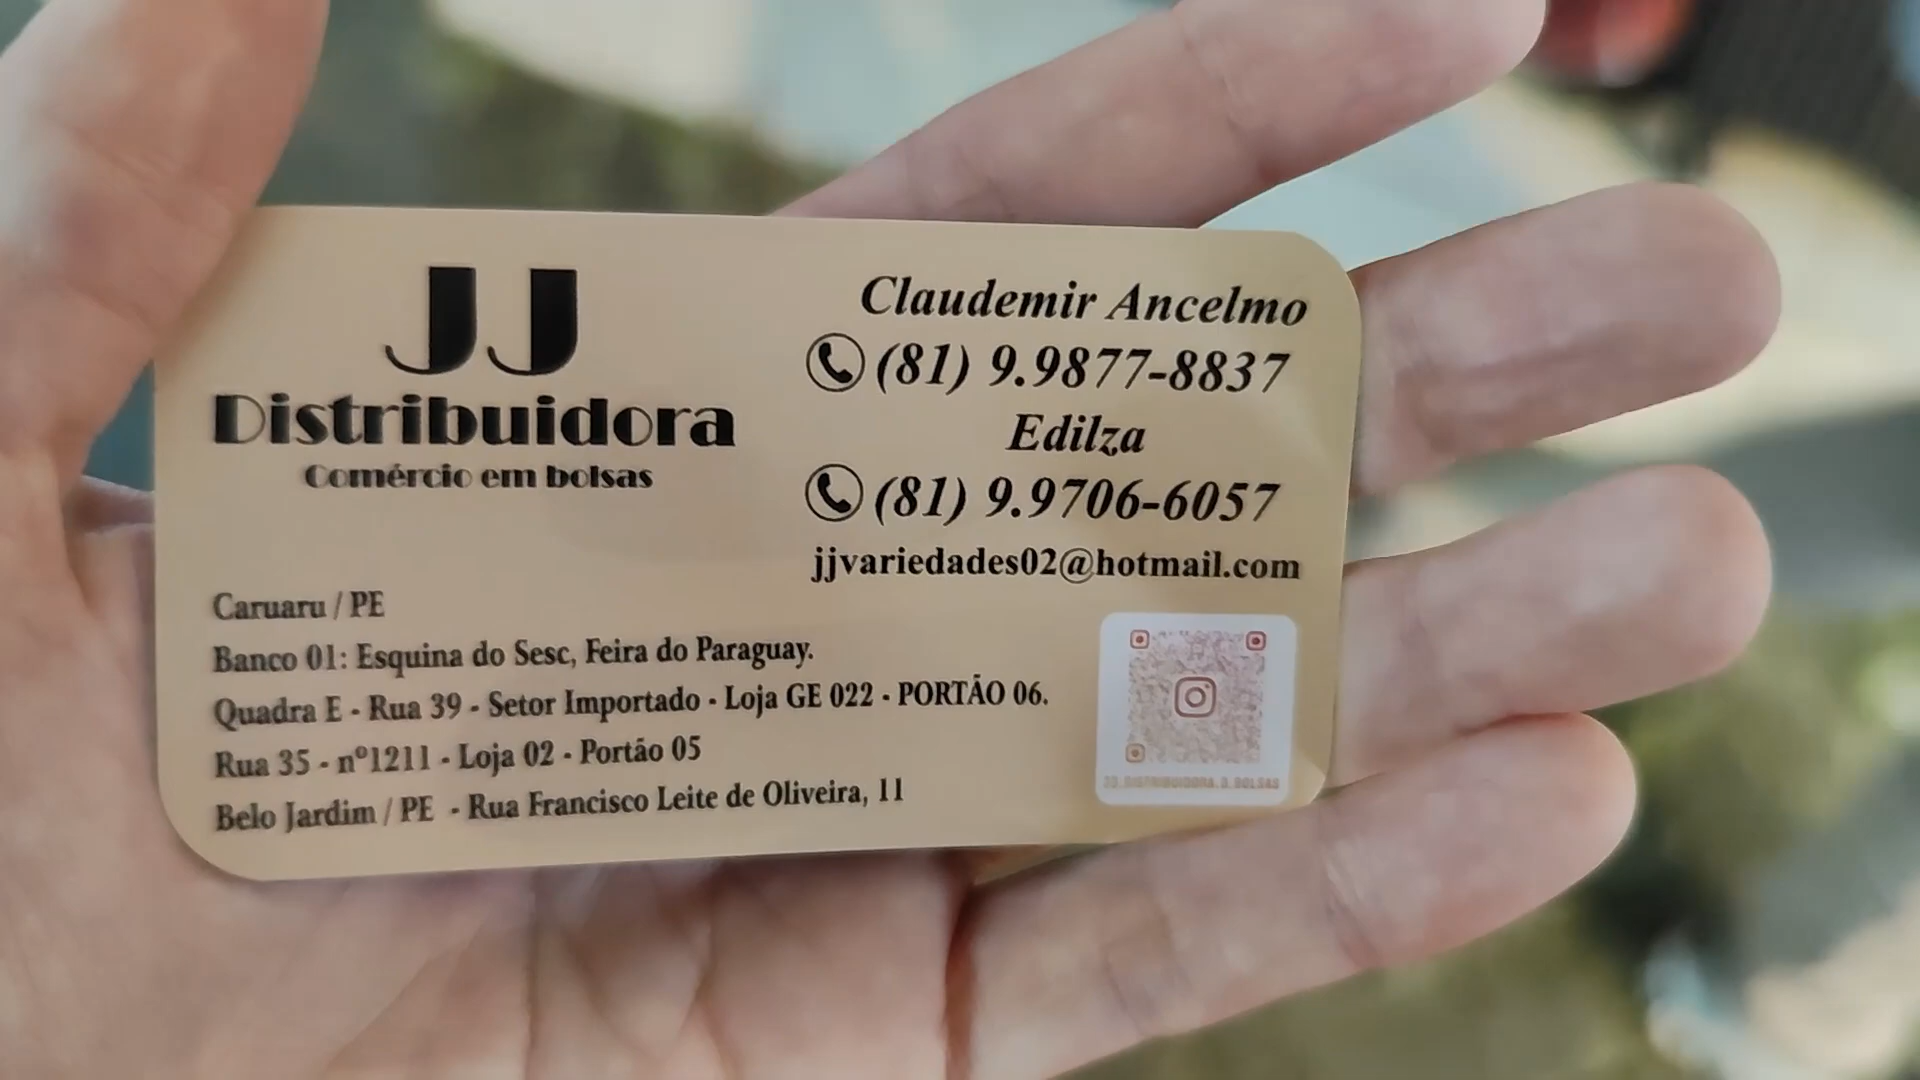 JJ
Distribuidora
Comércio em bolsas
Claudemir Ancelmo
(81) 9.9877-8837
Edilza
(81) 9.9706-6057
jjvariedades02@hotmail.com
Caruaru / PE
Banco 01: Esquina do Sesc, Feira do Paraguay.
Quadra E - Rua 39 - Setor Importado - Loja GE 022 - PORTÃO 06.
Rua 35 - nº1211 - Loja 02 - Portão 05
Belo Jardim / PE - Rua Francisco Leite de Oliveira, 11